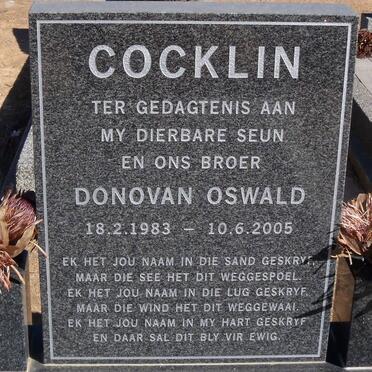 COCKLIN
TER GEDAGTENIS AAN
MY DIERBARE SEUN
EN ONS BROER
DONOVAN OSWALD
18.2.1983 – 10.6.2005
EK HET JOU NAAM IN DIE SAND GESKRYF,
MAAR DIE SEE HET DIT WEGGESPOEL.
EK HET JOU NAAM IN DIE LUG GESKRYF.
MAAR DIE WIND HET DIT WEGGEWAAI.
EK HET JOU NAAM IN MY HART GESKRYF
EN DAAR SAL DIT BLY VIR EWIG.